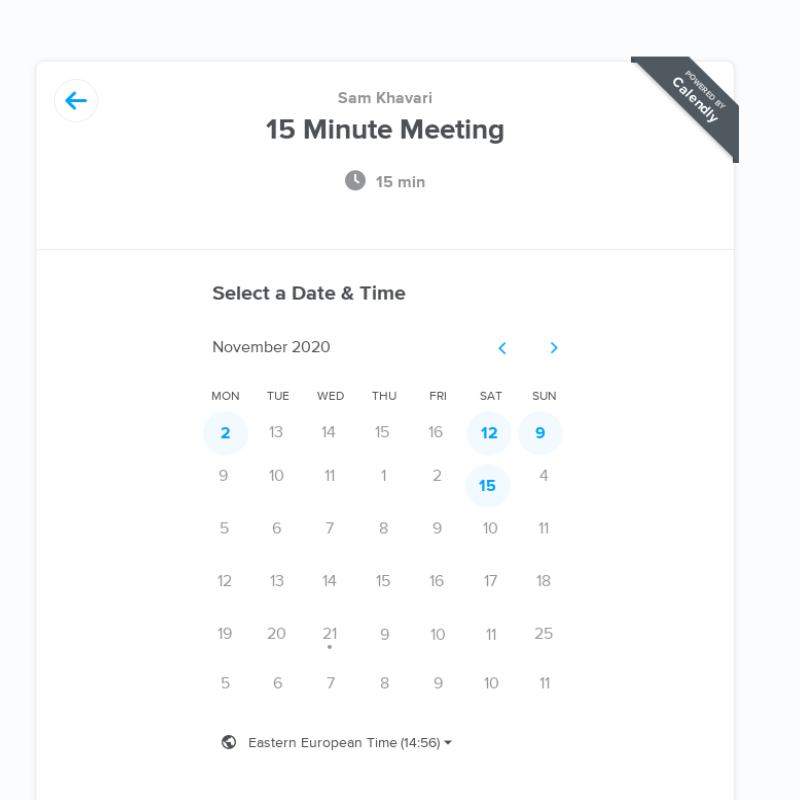 POWERED BY
Calendly
Sam Khavari
15 Minute Meeting
15 min
Select a Date & Time
November 2020
MON TUE WED THU FRI SAT SUN
2 13 14 15 16 12 9
9 10 11 1 2 15 4
5 6 7 8 9 10 11
12 13 14 15 16 17 18
19 20 21 9 10 11 25
5 6 7 8 9 10 11
Eastern European Time (14:56)